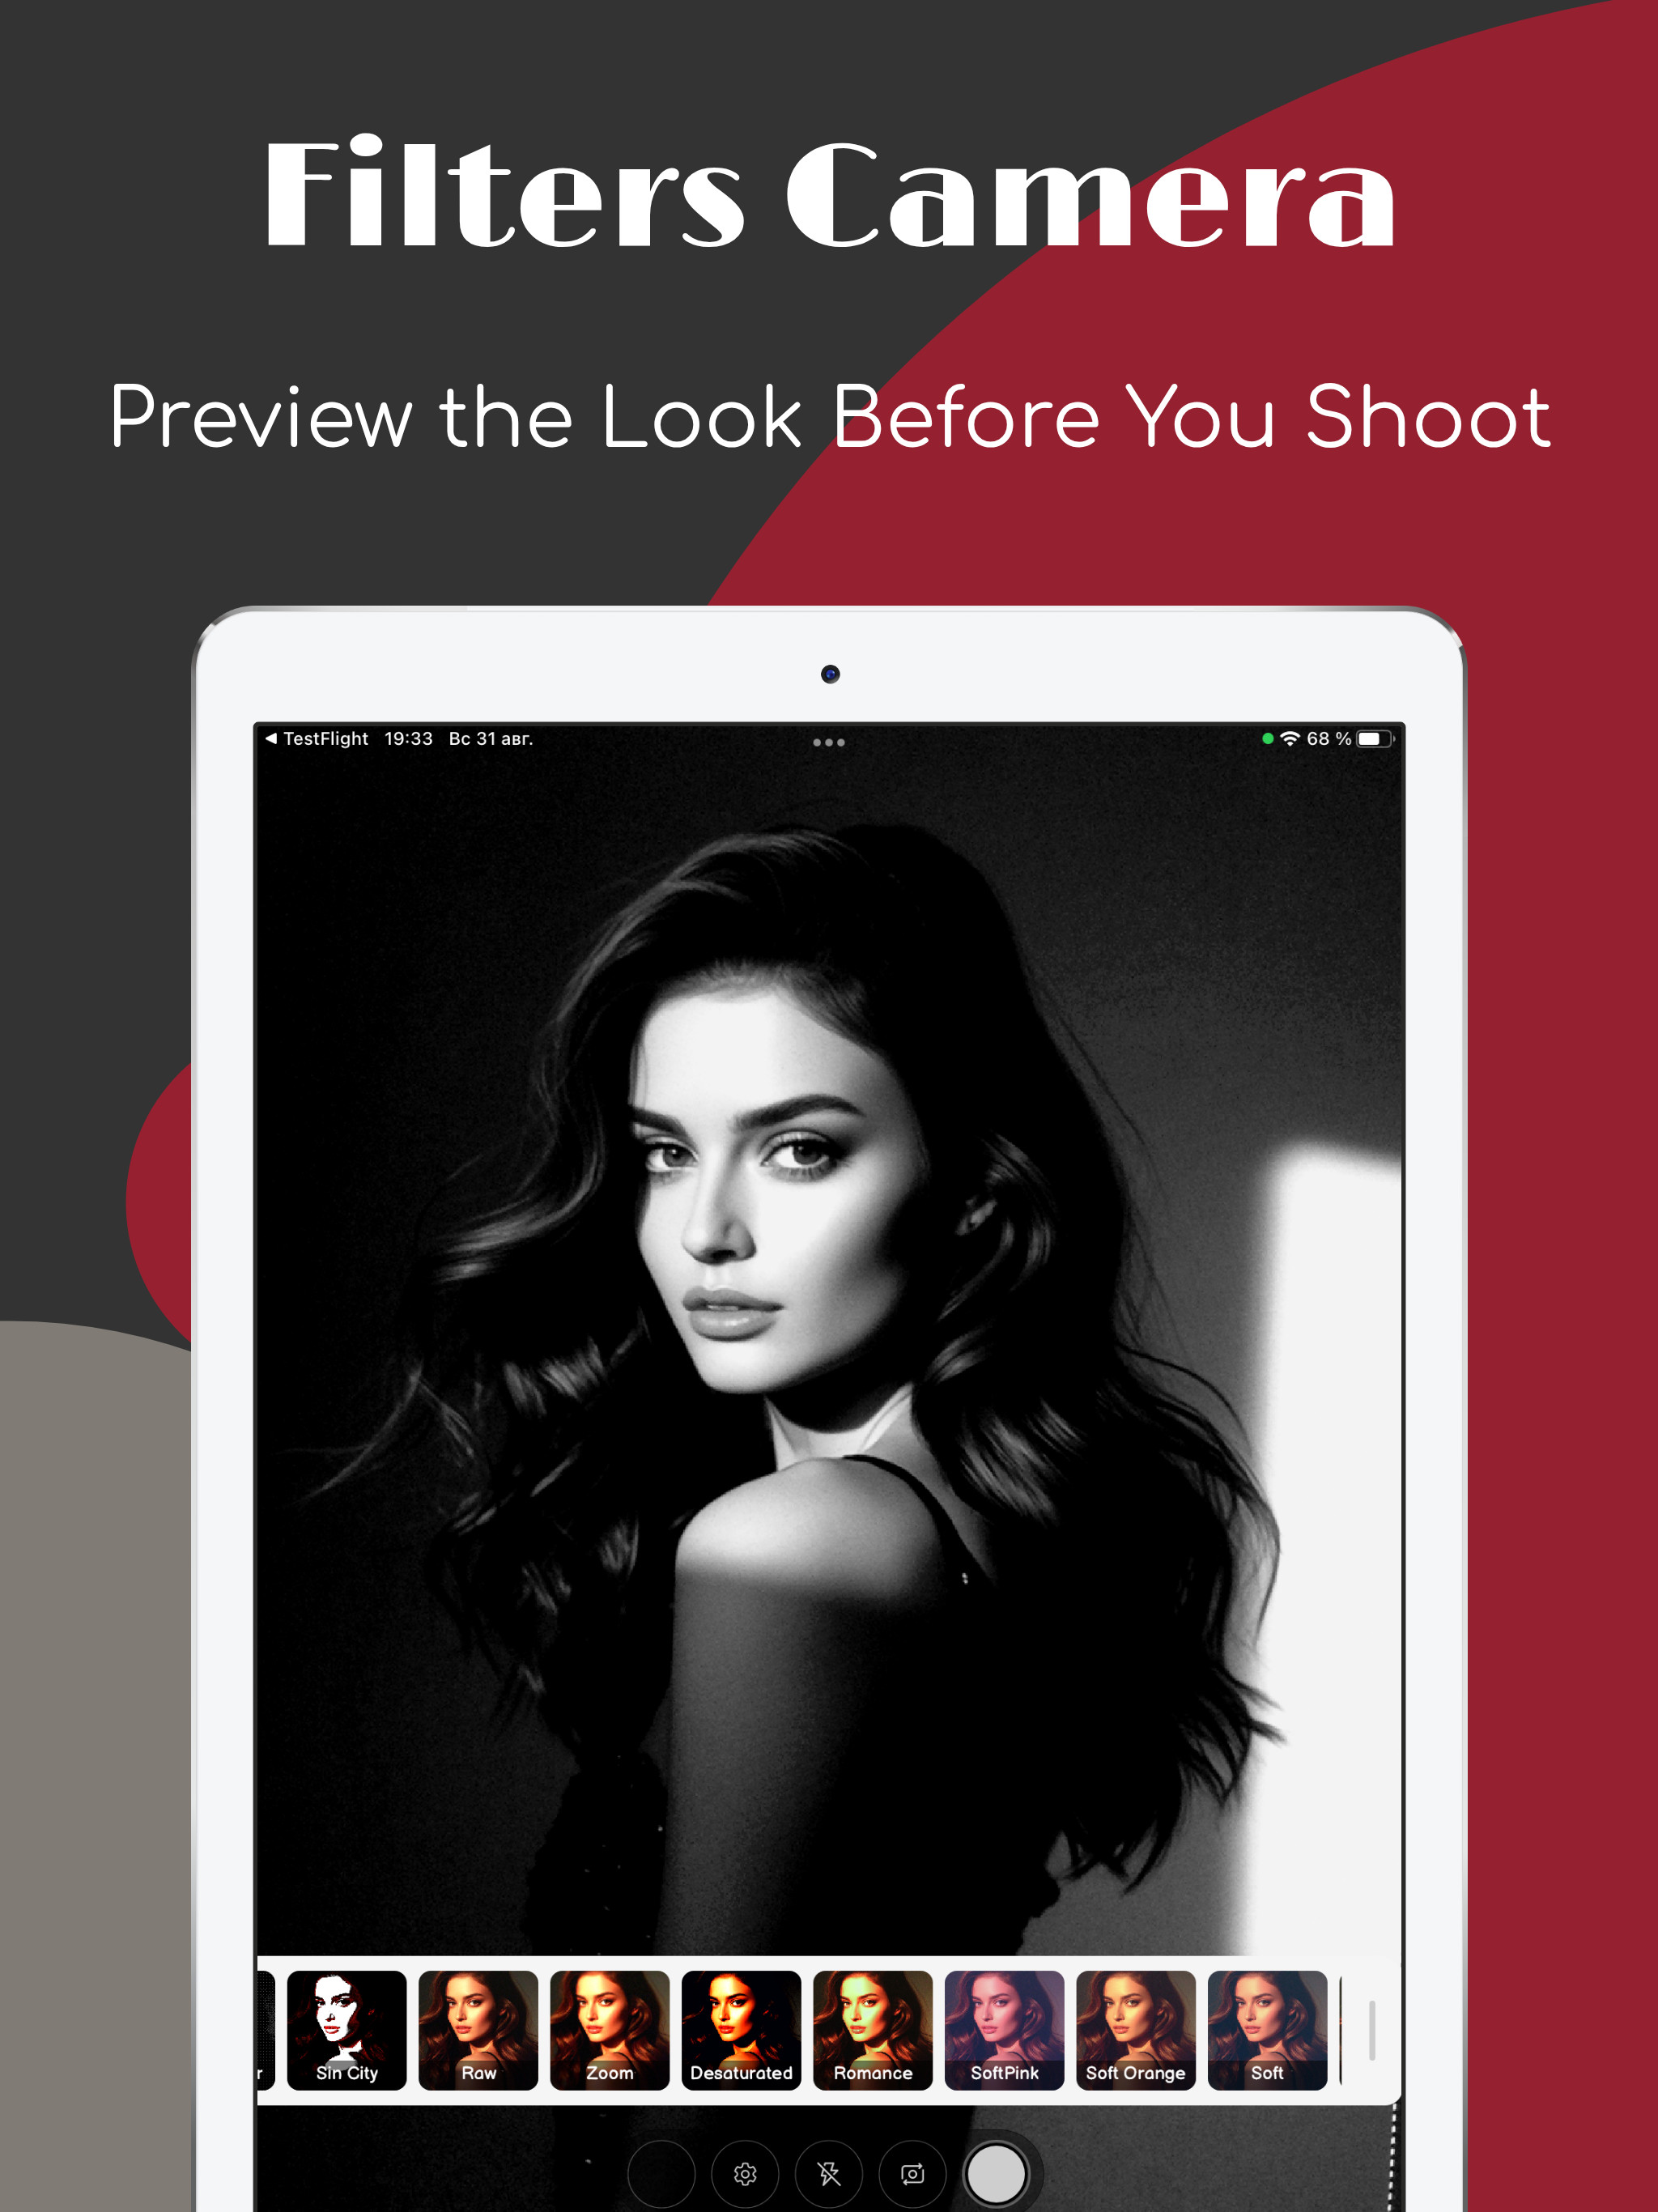 Filters Camera
Preview the Look Before You Shoot
TestFlight 19:33 Вс 31 авг. 68 %
r Sin City Raw Zoom Desaturated Romance SoftPink Soft Orange Soft